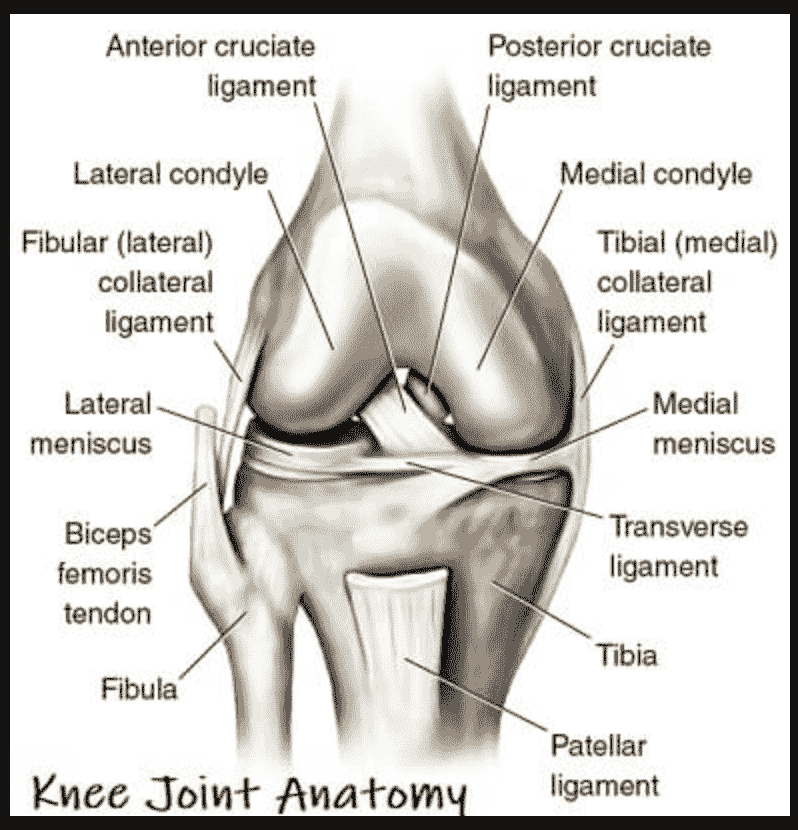 Anterior cruciate
ligament
Posterior cruciate
ligament
Lateral condyle
Medial condyle
Fibular (lateral)
collateral
ligament
Tibial (medial)
collateral
ligament
Lateral
meniscus
Medial
meniscus
Biceps
femoris
tendon
Transverse
ligament
Fibula
Tibia
Patellar
ligament
Knee Joint Anatomy